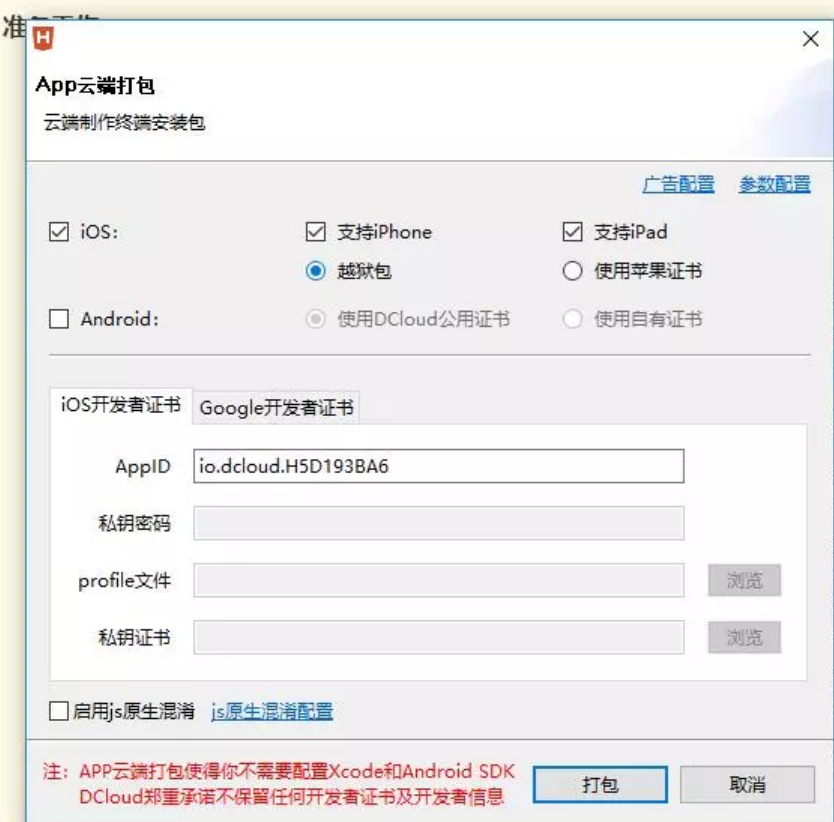 App云端打包
云端制作终端安装包
广告配置 参数配置
iOS: 支持iPhone 支持iPad
越狱包 使用苹果证书
Android: 使用DCloud公用证书 使用自有证书
iOS开发者证书 Google开发者证书
AppID io.dcloud.H5D193BA6
私钥密码
profile文件 浏览
私钥证书 浏览
启用js原生混淆 js原生混淆配置
注: APP云端打包使得你不需要配置Xcode和Android SDK
DCloud郑重承诺不保留任何开发者证书及开发者信息
打包 取消